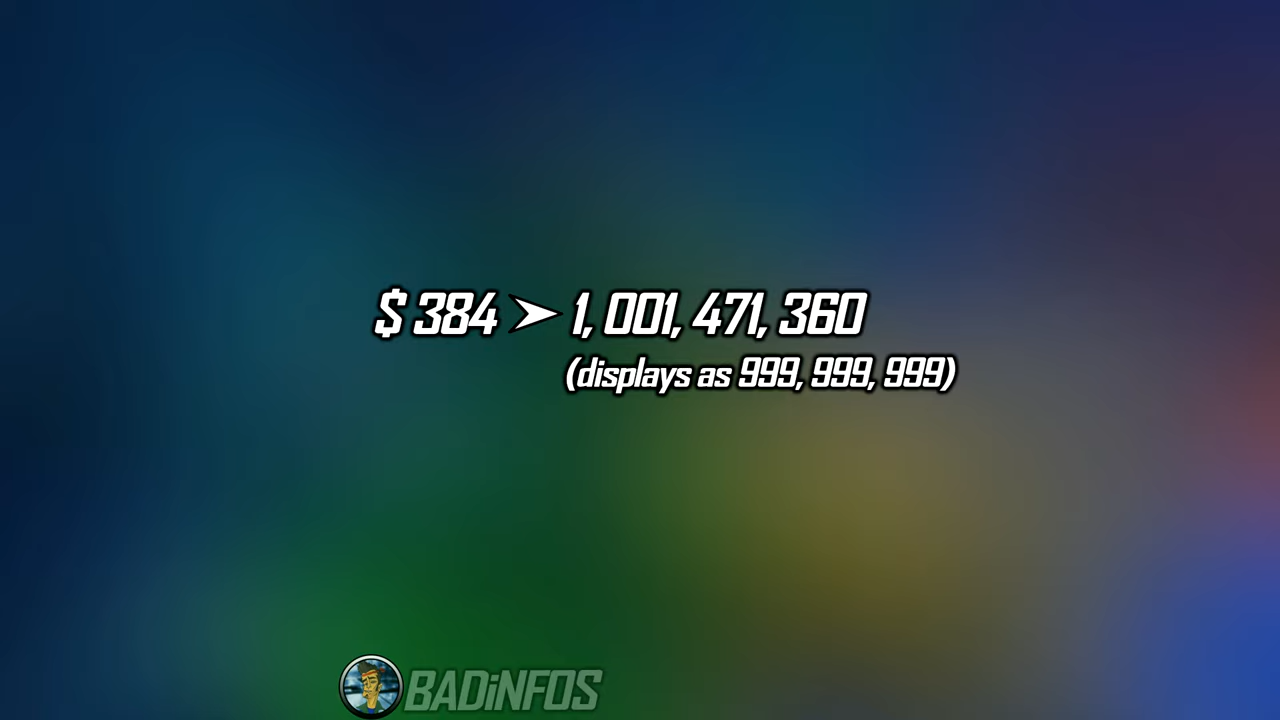 $ 384 ➤ 1, 001, 471, 360
(displays as 999, 999, 999)
BADiNFOS